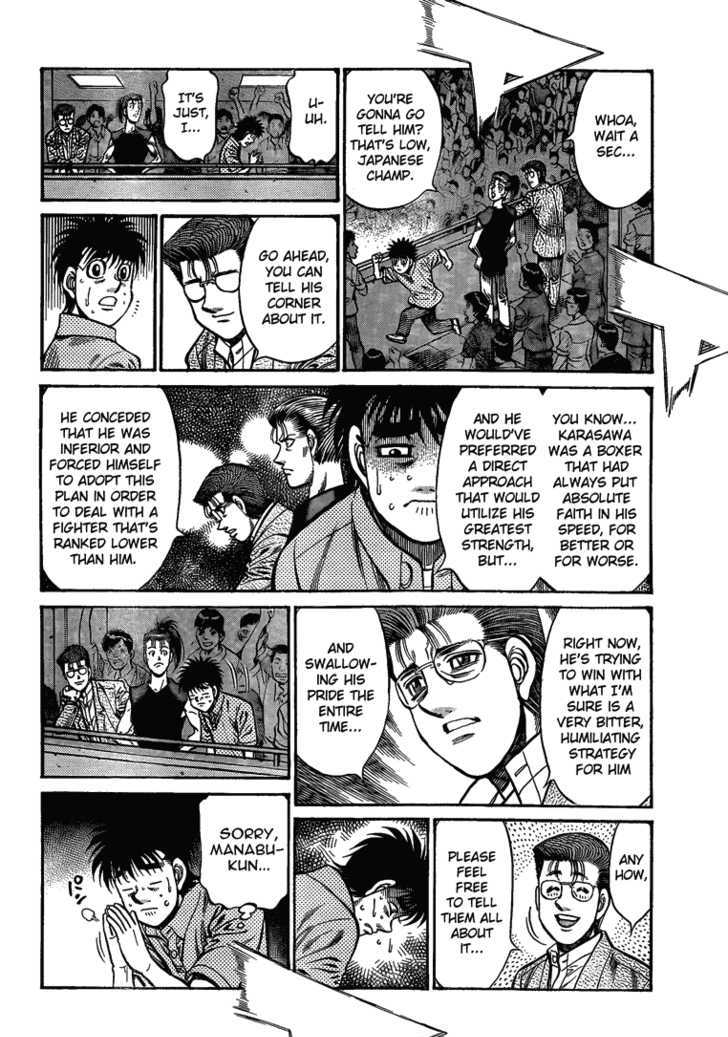 WHOA,
WAIT A
SEC...
YOU'RE
GONNA GO
TELL HIM?
THAT'S LOW,
JAPANESE
CHAMP.
U-
UH.
IT'S
JUST,
I...
GO AHEAD,
YOU CAN
TELL HIS
CORNER
ABOUT IT.
YOU KNOW...
KARASAWA
WAS A BOXER
THAT HAD
ALWAYS PUT
ABSOLUTE
FAITH IN HIS
SPEED, FOR
BETTER OR
FOR WORSE.
AND HE
WOULD'VE
PREFERRED
A DIRECT
APPROACH
THAT WOULD
UTILIZE HIS
GREATEST
STRENGTH,
BUT...
HE CONCEDED
THAT HE WAS
INFERIOR AND
FORCED HIMSELF
TO ADOPT THIS
PLAN IN ORDER
TO DEAL WITH A
FIGHTER THAT'S
RANKED LOWER
THAN HIM.
RIGHT NOW,
HE'S TRYING
TO WIN WITH
WHAT I'M
SURE IS A
VERY BITTER,
HUMILIATING
STRATEGY
FOR HIM
AND
SWALLOW-
ING HIS
PRIDE THE
ENTIRE
TIME...
ANY
HOW,
PLEASE
FEEL
FREE
TO TELL
THEM ALL
ABOUT
IT...
SORRY,
MANABU-
KUN...